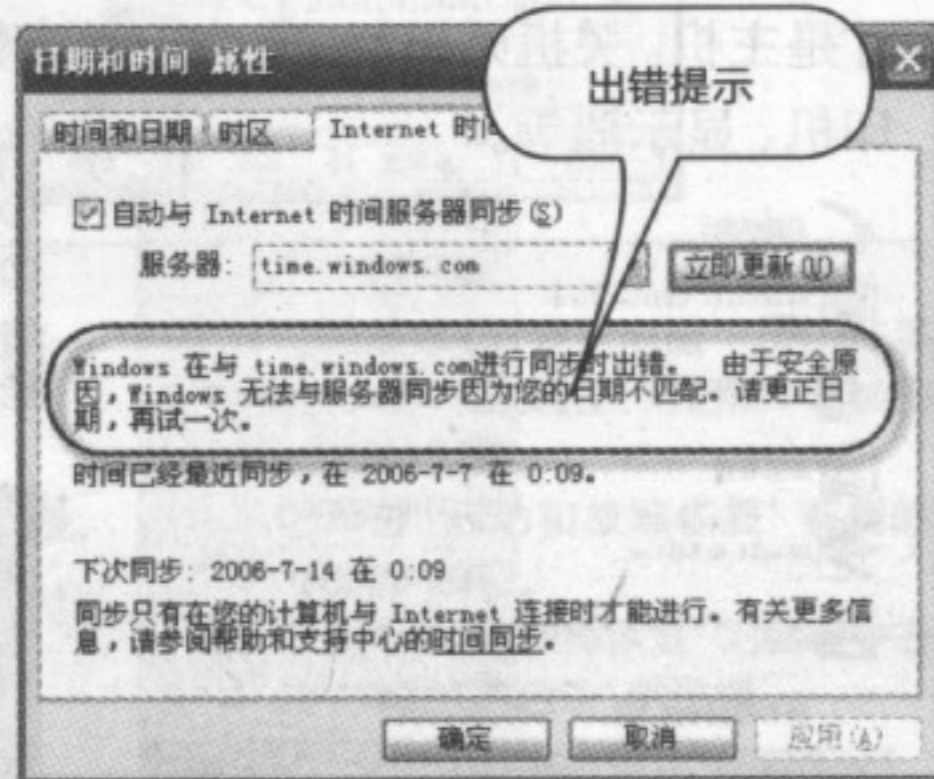 日期和时间 属性
出错提示
时间和日期 时区 Internet 时间
自动与 Internet 时间服务器同步(S)
服务器: time.windows.com 立即更新(U)
Windows 在与 time.windows.com进行同步时出错。 由于安全原
因,Windows 无法与服务器同步因为您的日期不匹配。请更正日
期,再试一次。
时间已经最近同步,在 2006-7-7 在 0:09。
下次同步: 2006-7-14 在 0:09
同步只有在您的计算机与 Internet 连接时才能进行。有关更多信
息,请参阅帮助和支持中心的时间同步。
确定 取消 应用(A)